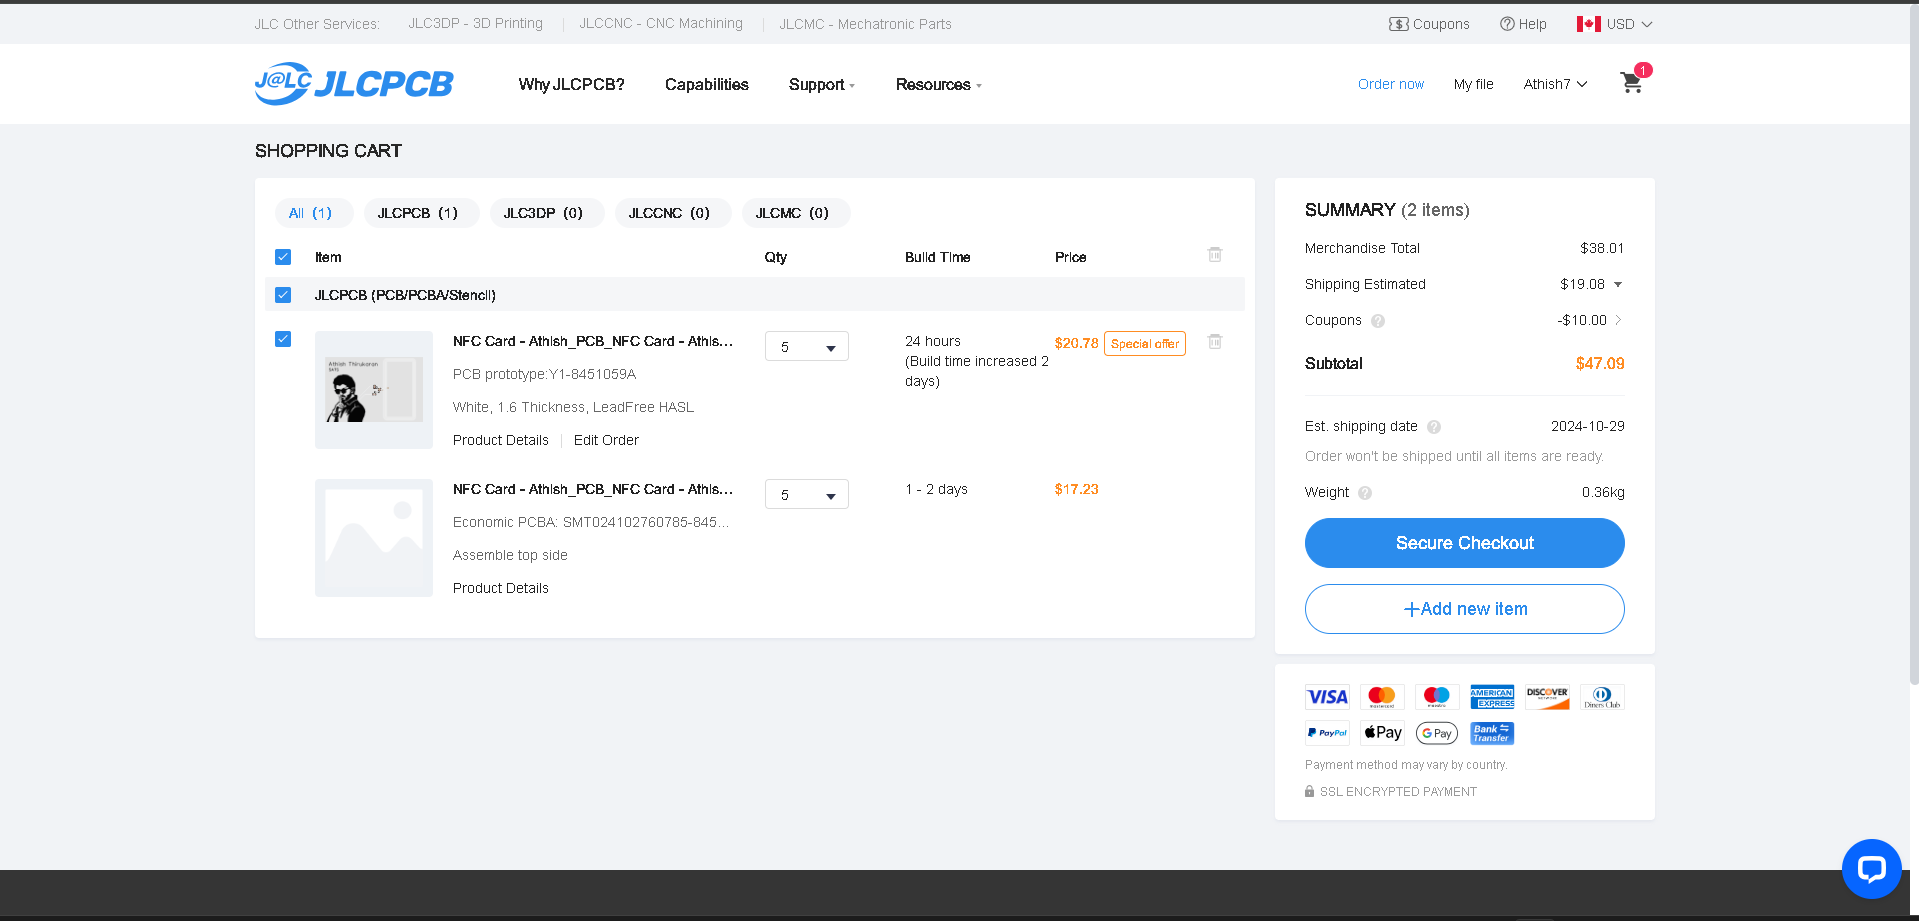 JLC Other Services:
JLC3DP - 3D Printing
JLCCNC - CNC Machining
JLCMC - Mechatronic Parts
Coupons
Help
USD
J@LC JLCPCB
Why JLCPCB?
Capabilities
Support
Resources
Order now
My file
Athish7
1
SHOPPING CART
All (1)
JLCPCB (1)
JLC3DP (0)
JLCCNC (0)
JLCMC (0)
Item
Qty
Build Time
Price
JLCPCB (PCB/PCBA/Stencil)
Athish Thirukaran
NFC Card - Athish_PCB_NFC Card - Athis...
PCB prototype:Y1-8451059A
White, 1.6 Thickness, LeadFree HASL
Product Details
Edit Order
5
24 hours
(Build time increased 2
days)
$20.78
Special offer
NFC Card - Athish_PCB_NFC Card - Athis...
Economic PCBA: SMT024102760785-845...
Assemble top side
Product Details
5
1 - 2 days
$17.23
SUMMARY (2 items)
Merchandise Total $38.01
Shipping Estimated $19.08
Coupons ? -$10.00
Subtotal $47.09
Est. shipping date ? 2024-10-29
Order won't be shipped until all items are ready.
Weight ? 0.36kg
Secure Checkout
+Add new item
VISA
mastercard
maestro
AMERICAN EXPRESS
DISCOVER
Diners Club
PayPal
Pay
G Pay
Bank Transfer
Payment method may vary by country.
SSL ENCRYPTED PAYMENT